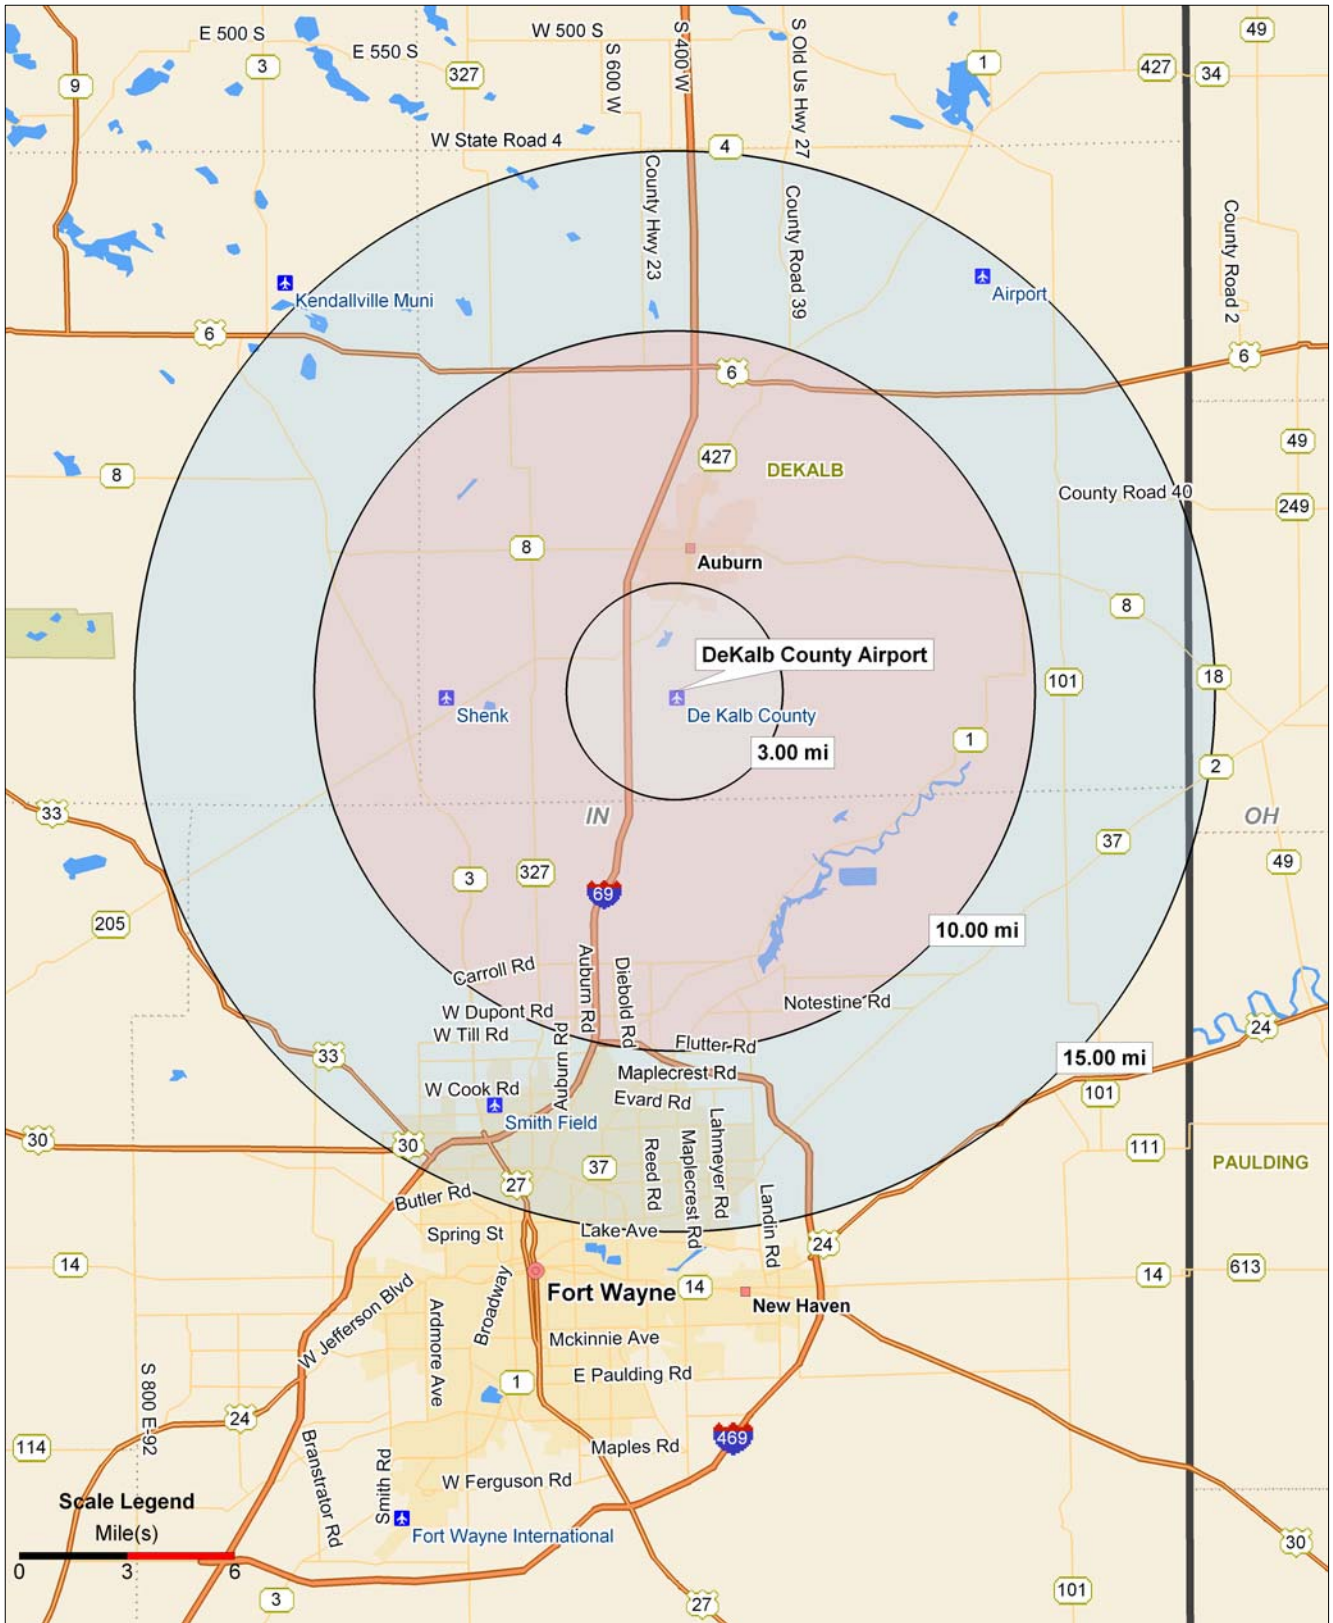 E 500 S
W 500 S
S 400 W
S Old Us Hwy 27
49
3
E 550 S
S 600 W
1
427
34
9
327
W State Road 4
4
County Hwy 23
County Road 39
County Road 2
Kendallville Muni
Airport
6
6
6
427
DEKALB
49
8
County Road 40
249
8
Auburn
8
DeKalb County Airport
101
18
Shenk
De Kalb County
1
3.00 mi
2
33
IN
OH
37
49
3
327
69
205
10.00 mi
Carroll Rd
Auburn Rd
Diebold Rd
Notestine Rd
W Dupont Rd
W Till Rd
24
33
Flutter Rd
15.00 mi
Maplecrest Rd
W Cook Rd
Auburn Rd
Evard Rd
101
Smith Field
Lahmeyer Rd
30
30
Reed Rd
Maplecrest Rd
111
37
PAULDING
27
Butler Rd
Landin Rd
Spring St
Lake Ave
24
14
14
613
Fort Wayne
14
New Haven
W Jefferson Blvd
Ardmore Ave
Broadway
Mckinnie Ave
E Paulding Rd
S 800 E-92
1
24
114
469
Branstrator Rd
Smith Rd
Maples Rd
W Ferguson Rd
Scale Legend
Mile(s)
Fort Wayne International
30
0 3 6
3
101
27